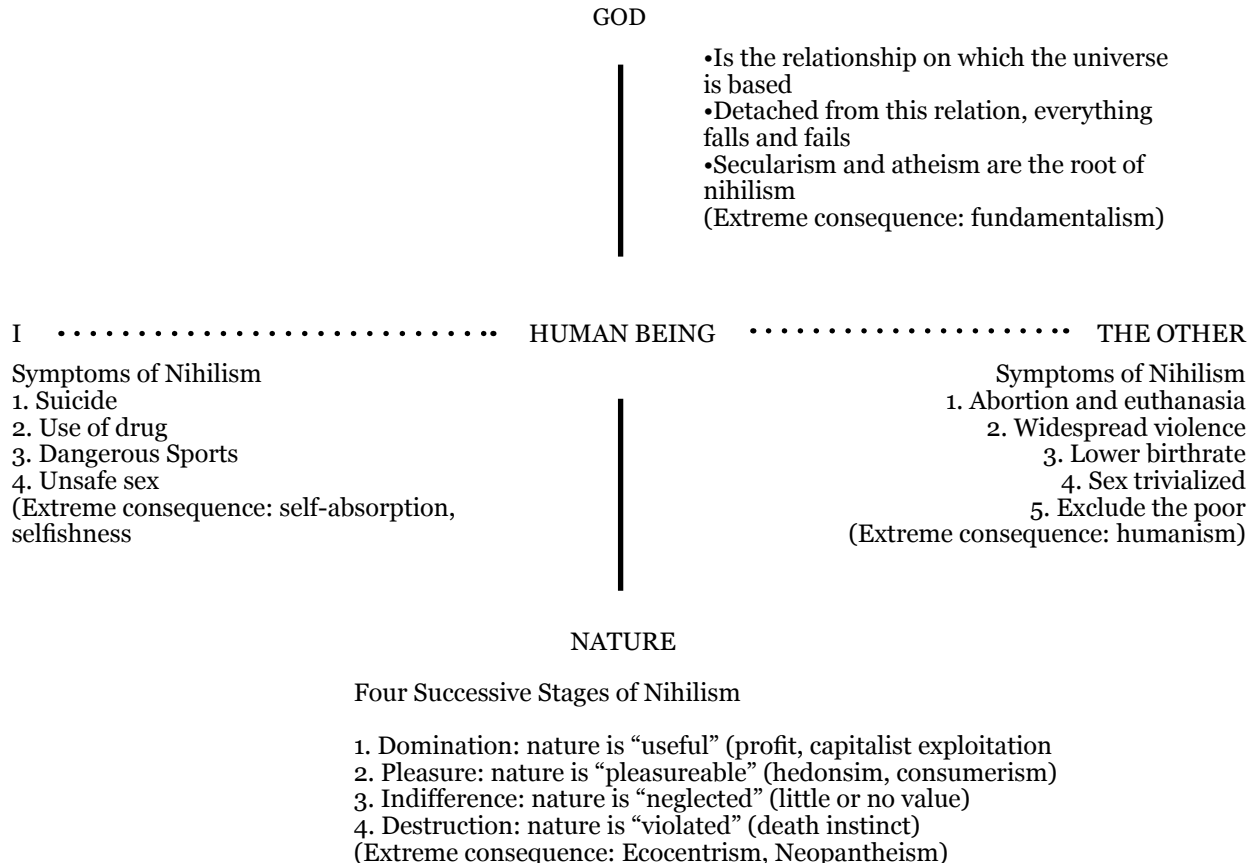 GOD
•Is the relationship on which the universe
is based
•Detached from this relation, everything
falls and fails
•Secularism and atheism are the root of
nihilism
(Extreme consequence: fundamentalism)
I
HUMAN BEING
THE OTHER
Symptoms of Nihilism
1. Suicide
2. Use of drug
3. Dangerous Sports
4. Unsafe sex
(Extreme consequence: self-absorption,
selfishness
Symptoms of Nihilism
1. Abortion and euthanasia
2. Widespread violence
3. Lower birthrate
4. Sex trivialized
5. Exclude the poor
(Extreme consequence: humanism)
NATURE
Four Successive Stages of Nihilism
1. Domination: nature is “useful” (profit, capitalist exploitation
2. Pleasure: nature is “pleasureable” (hedonsim, consumerism)
3. Indifference: nature is “neglected” (little or no value)
4. Destruction: nature is “violated” (death instinct)
(Extreme consequence: Ecocentrism, Neopantheism)